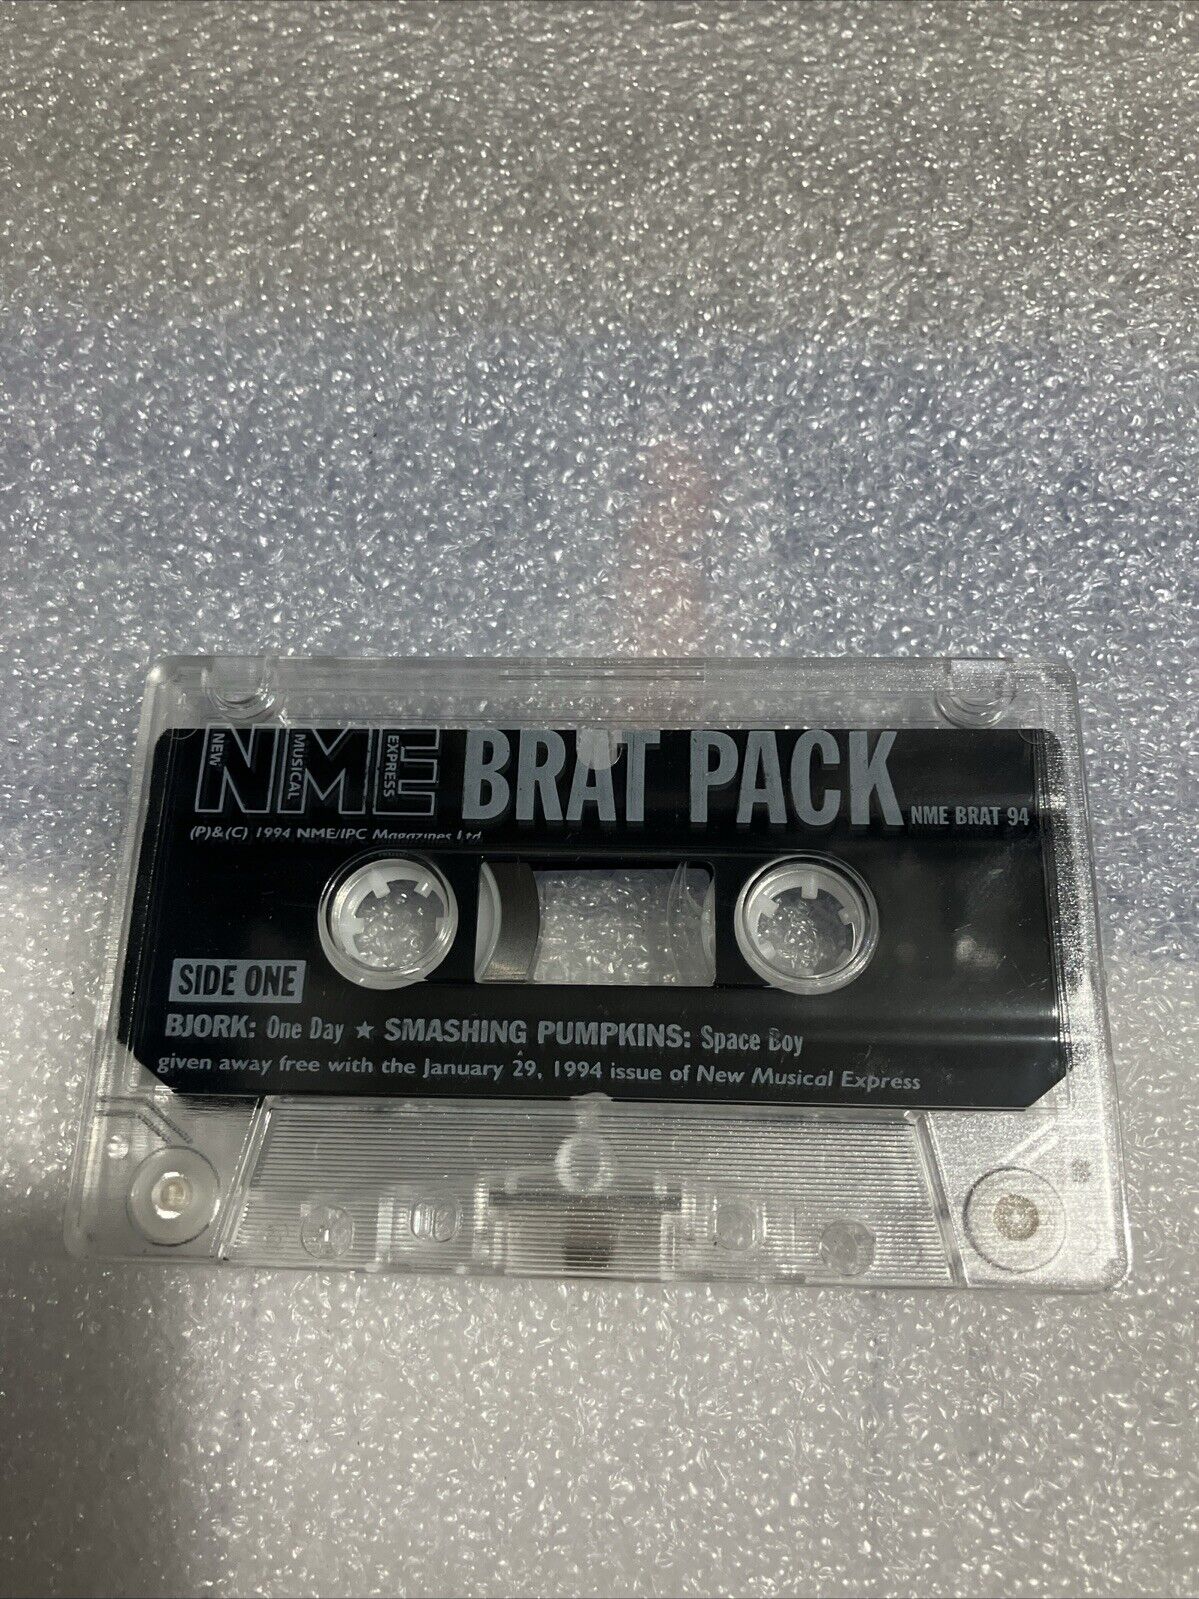 NEW MUSICAL EXPRESS
NME BRAT PACK NME BRAT 94
(P)&(C) 1994 NME/IPC Magazines Ltd
SIDE ONE
BJORK: One Day ★ SMASHING PUMPKINS: Space Boy
given away free with the January 29, 1994 issue of New Musical Express